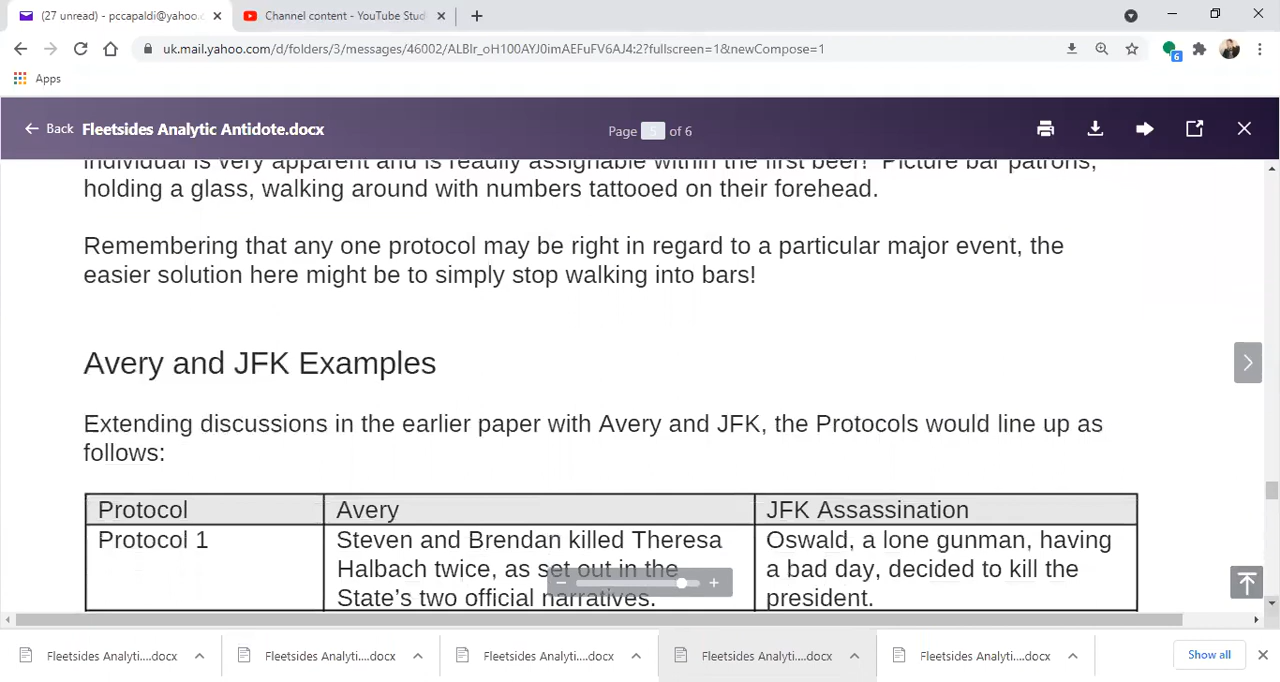 (27 unread) - pccapaldi@yahoo.c
Channel content - YouTube Stud
uk.mail.yahoo.com/d/folders/3/messages/46002/ALBlr_oH100AYJ0imAEFuFV6AJ4:2?fullscreen=1&newCompose=1
6
Apps
Back Fleetsides Analytic Antidote.docx
Page 5 of 6
individual is very apparent and is readily assignable within the first beer! Picture bar patrons,
holding a glass, walking around with numbers tattooed on their forehead.
Remembering that any one protocol may be right in regard to a particular major event, the
easier solution here might be to simply stop walking into bars!
Avery and JFK Examples
Extending discussions in the earlier paper with Avery and JFK, the Protocols would line up as
follows:
Protocol Avery JFK Assassination
Protocol 1 Steven and Brendan killed Theresa Oswald, a lone gunman, having
Halbach twice, as set out in the a bad day, decided to kill the
State's two official narratives. president.
Fleetsides Analyti....docx Fleetsides Analyti....docx Fleetsides Analyti....docx Fleetsides Analyti....docx Fleetsides Analyti....docx Show all